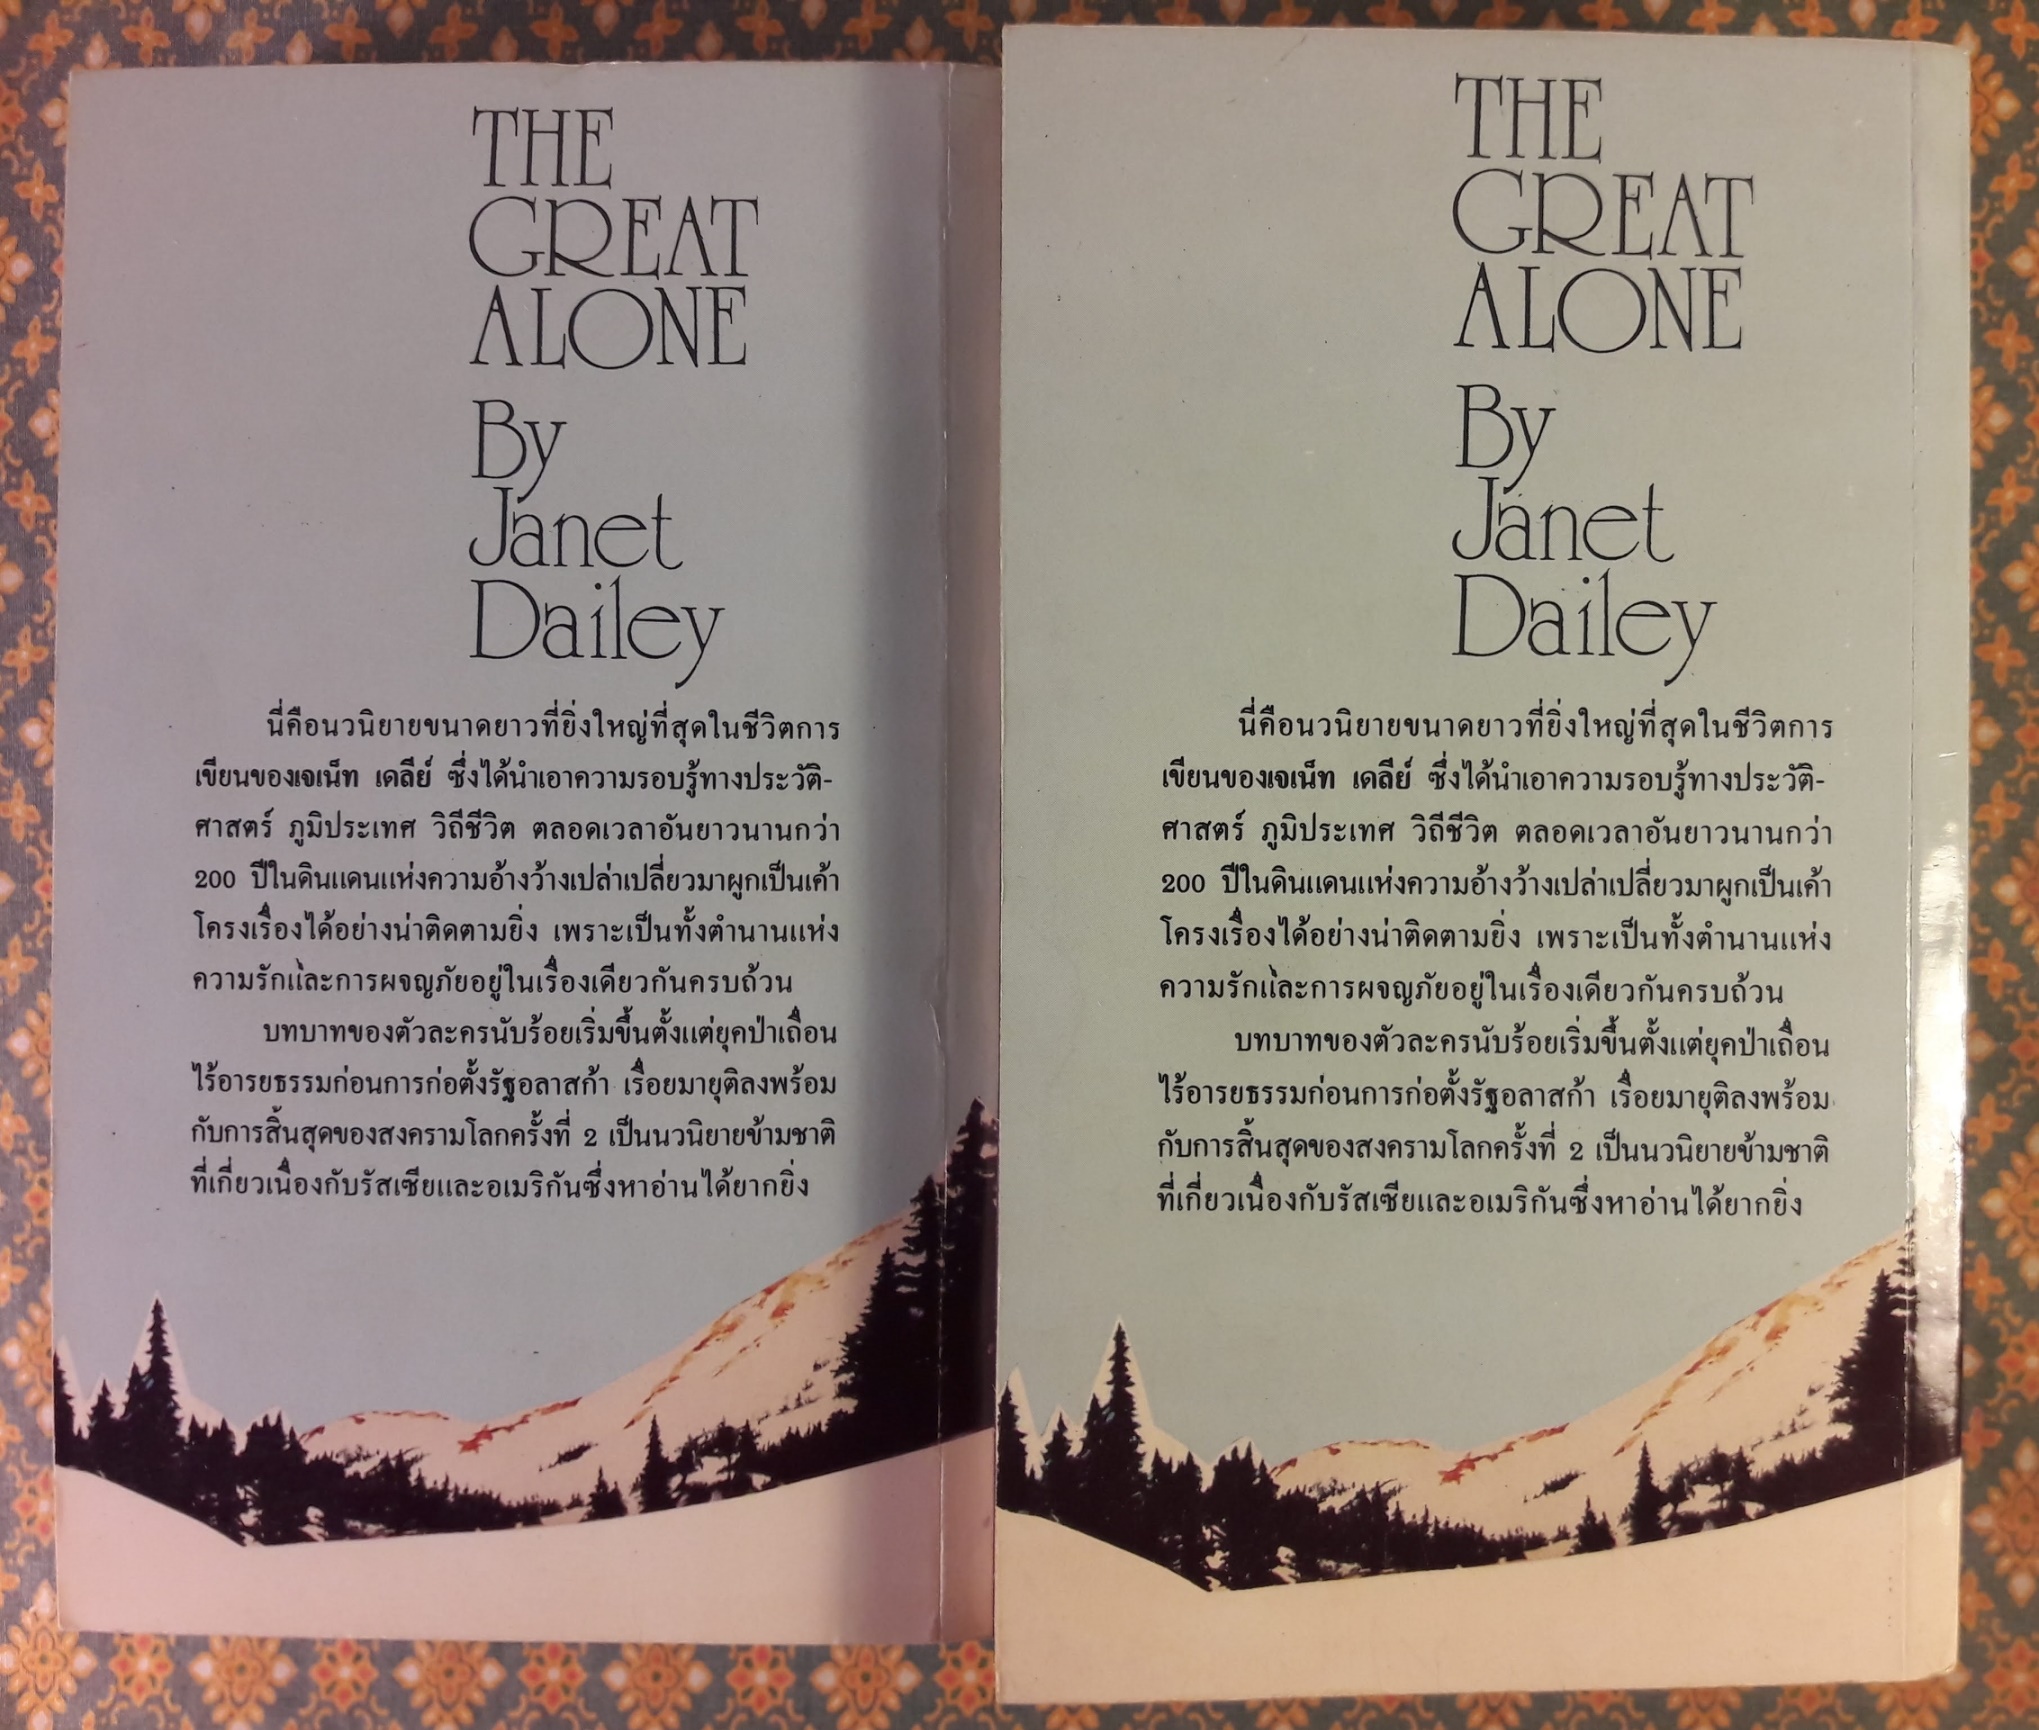 THE
GREAT
ALONE
By
Janet
Dailey
นี่คือนวนิยายขนาดยาวที่ยิ่งใหญ่ที่สุดในชีวิตการ
เขียนของเจเน็ท เดลีย์ ซึ่งได้นำเอาความรอบรู้ทางประวัติ-
ศาสตร์ ภูมิประเทศ วิถีชีวิต ตลอดเวลาอันยาวนานกว่า
200 ปีในดินแดนแห่งความอ้างว้างเปล่าเปลี่ยวมาผูกเป็นเค้า
โครงเรื่องได้อย่างน่าติดตามยิ่ง เพราะเป็นทั้งตำนานแห่ง
ความรักและการผจญภัยอยู่ในเรื่องเดียวกันครบถ้วน
บทบาทของตัวละครนับร้อยเริ่มขึ้นตั้งแต่ยุคป่าเถื่อน
ไร้อารยธรรมก่อนการก่อตั้งรัฐอลาสก้า เรื่อยมายุติลงพร้อม
กับการสิ้นสุดของสงครามโลกครั้งที่ 2 เป็นนวนิยายข้ามชาติ
ที่เกี่ยวเนื่องกับรัสเซียและอเมริกันซึ่งหาอ่านได้ยากยิ่ง
THE
GREAT
ALONE
By
Janet
Dailey
นี่คือนวนิยายขนาดยาวที่ยิ่งใหญ่ที่สุดในชีวิตการ
เขียนของเจเน็ท เดลีย์ ซึ่งได้นำเอาความรอบรู้ทางประวัติ-
ศาสตร์ ภูมิประเทศ วิถีชีวิต ตลอดเวลาอันยาวนานกว่า
200 ปีในดินแดนแห่งความอ้างว้างเปล่าเปลี่ยวมาผูกเป็นเค้า
โครงเรื่องได้อย่างน่าติดตามยิ่ง เพราะเป็นทั้งตำนานแห่ง
ความรักและการผจญภัยอยู่ในเรื่องเดียวกันครบถ้วน
บทบาทของตัวละครนับร้อยเริ่มขึ้นตั้งแต่ยุคป่าเถื่อน
ไร้อารยธรรมก่อนการก่อตั้งรัฐอลาสก้า เรื่อยมายุติลงพร้อม
กับการสิ้นสุดของสงครามโลกครั้งที่ 2 เป็นนวนิยายข้ามชาติ
ที่เกี่ยวเนื่องกับรัสเซียและอเมริกันซึ่งหาอ่านได้ยากยิ่ง